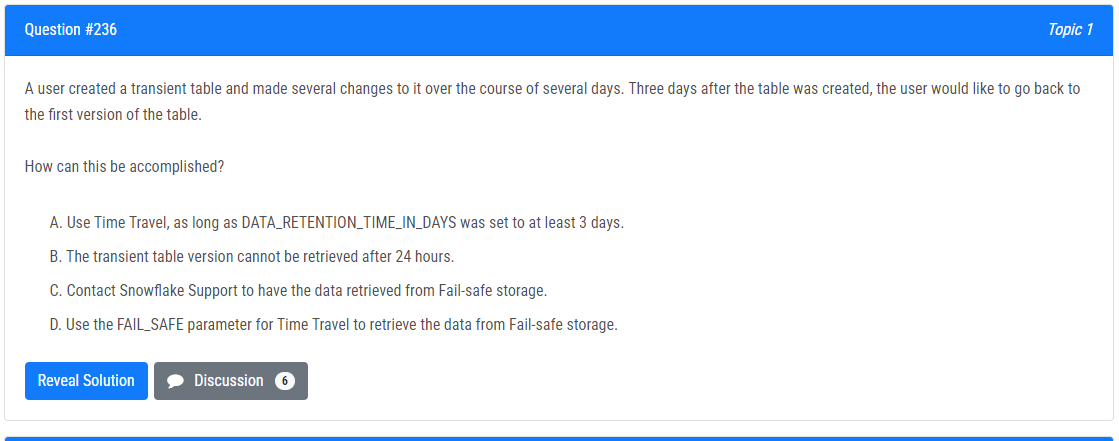 Question #236
Topic 1
A user created a transient table and made several changes to it over the course of several days. Three days after the table was created, the user would like to go back to
the first version of the table.
How can this be accomplished?
A. Use Time Travel, as long as DATA_RETENTION_TIME_IN_DAYS was set to at least 3 days.
B. The transient table version cannot be retrieved after 24 hours.
C. Contact Snowflake Support to have the data retrieved from Fail-safe storage.
D. Use the FAIL_SAFE parameter for Time Travel to retrieve the data from Fail-safe storage.
Reveal Solution
Discussion 6